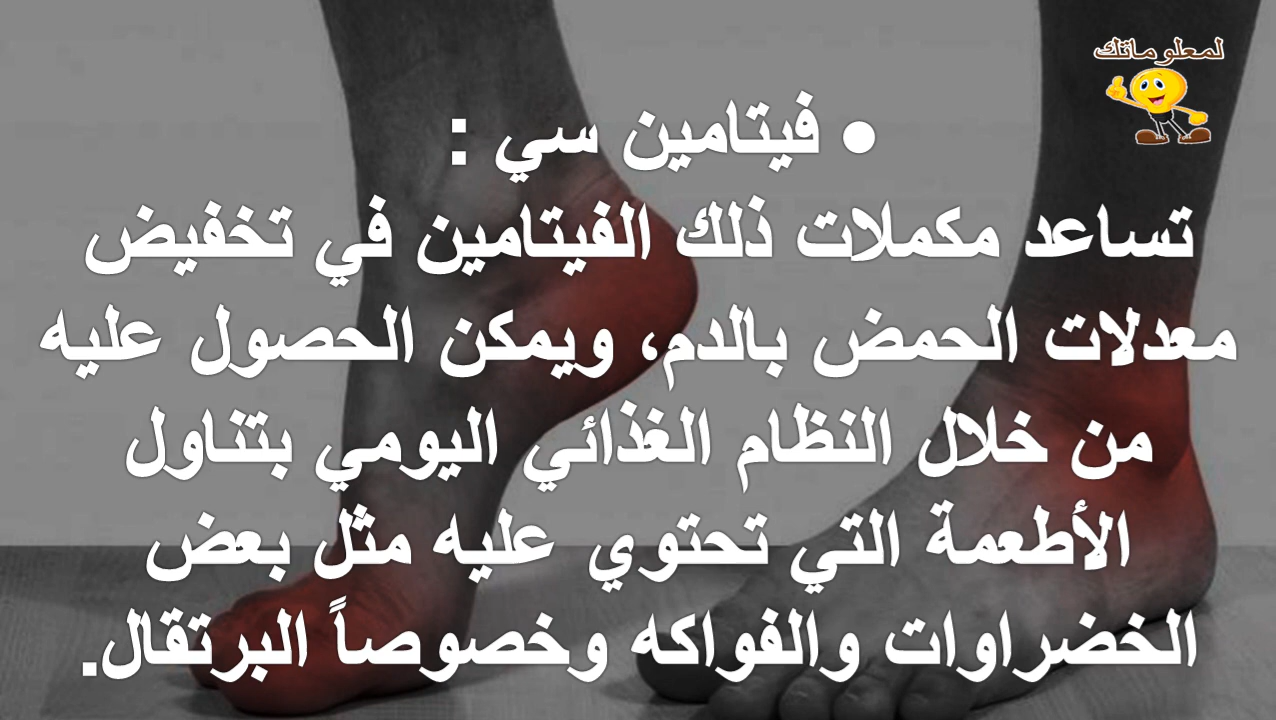 لمعلوماتك
• فيتامين سي :
تساعد مكملات ذلك الفيتامين في تخفيض
معدلات الحمض بالدم، ويمكن الحصول عليه
من خلال النظام الغذائي اليومي بتناول
الأطعمة التي تحتوي عليه مثل بعض
الخضراوات والفواكه وخصوصاً البرتقال.